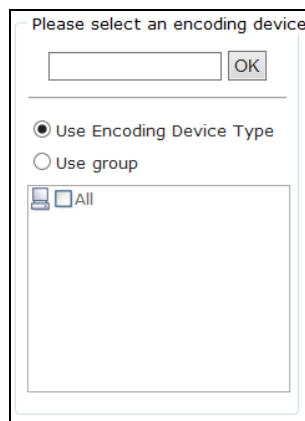 Please select an encoding device
OK
Use Encoding Device Type
Use group
All